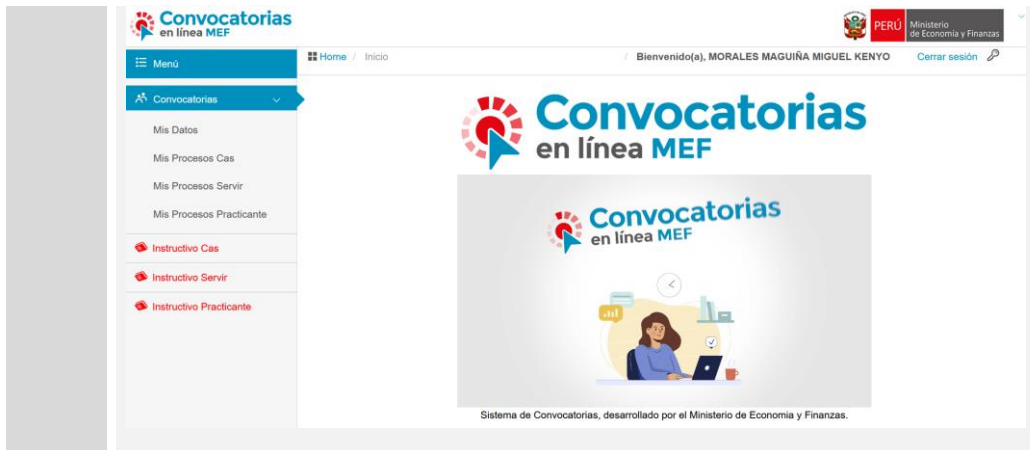 Convocatorias
en línea MEF
PERÚ
Ministerio
de Economía y Finanzas
Menú
Home / Inicio
/ Bienvenido(a), MORALES MAGUIÑA MIGUEL KENYO
Cerrar sesión
Convocatorias
Mis Datos
Mis Procesos Cas
Mis Procesos Servir
Mis Procesos Practicante
Instructivo Cas
Instructivo Servir
Instructivo Practicante
Convocatorias
en línea MEF
Convocatorias
en línea MEF
Sistema de Convocatorias, desarrollado por el Ministerio de Economia y Finanzas.